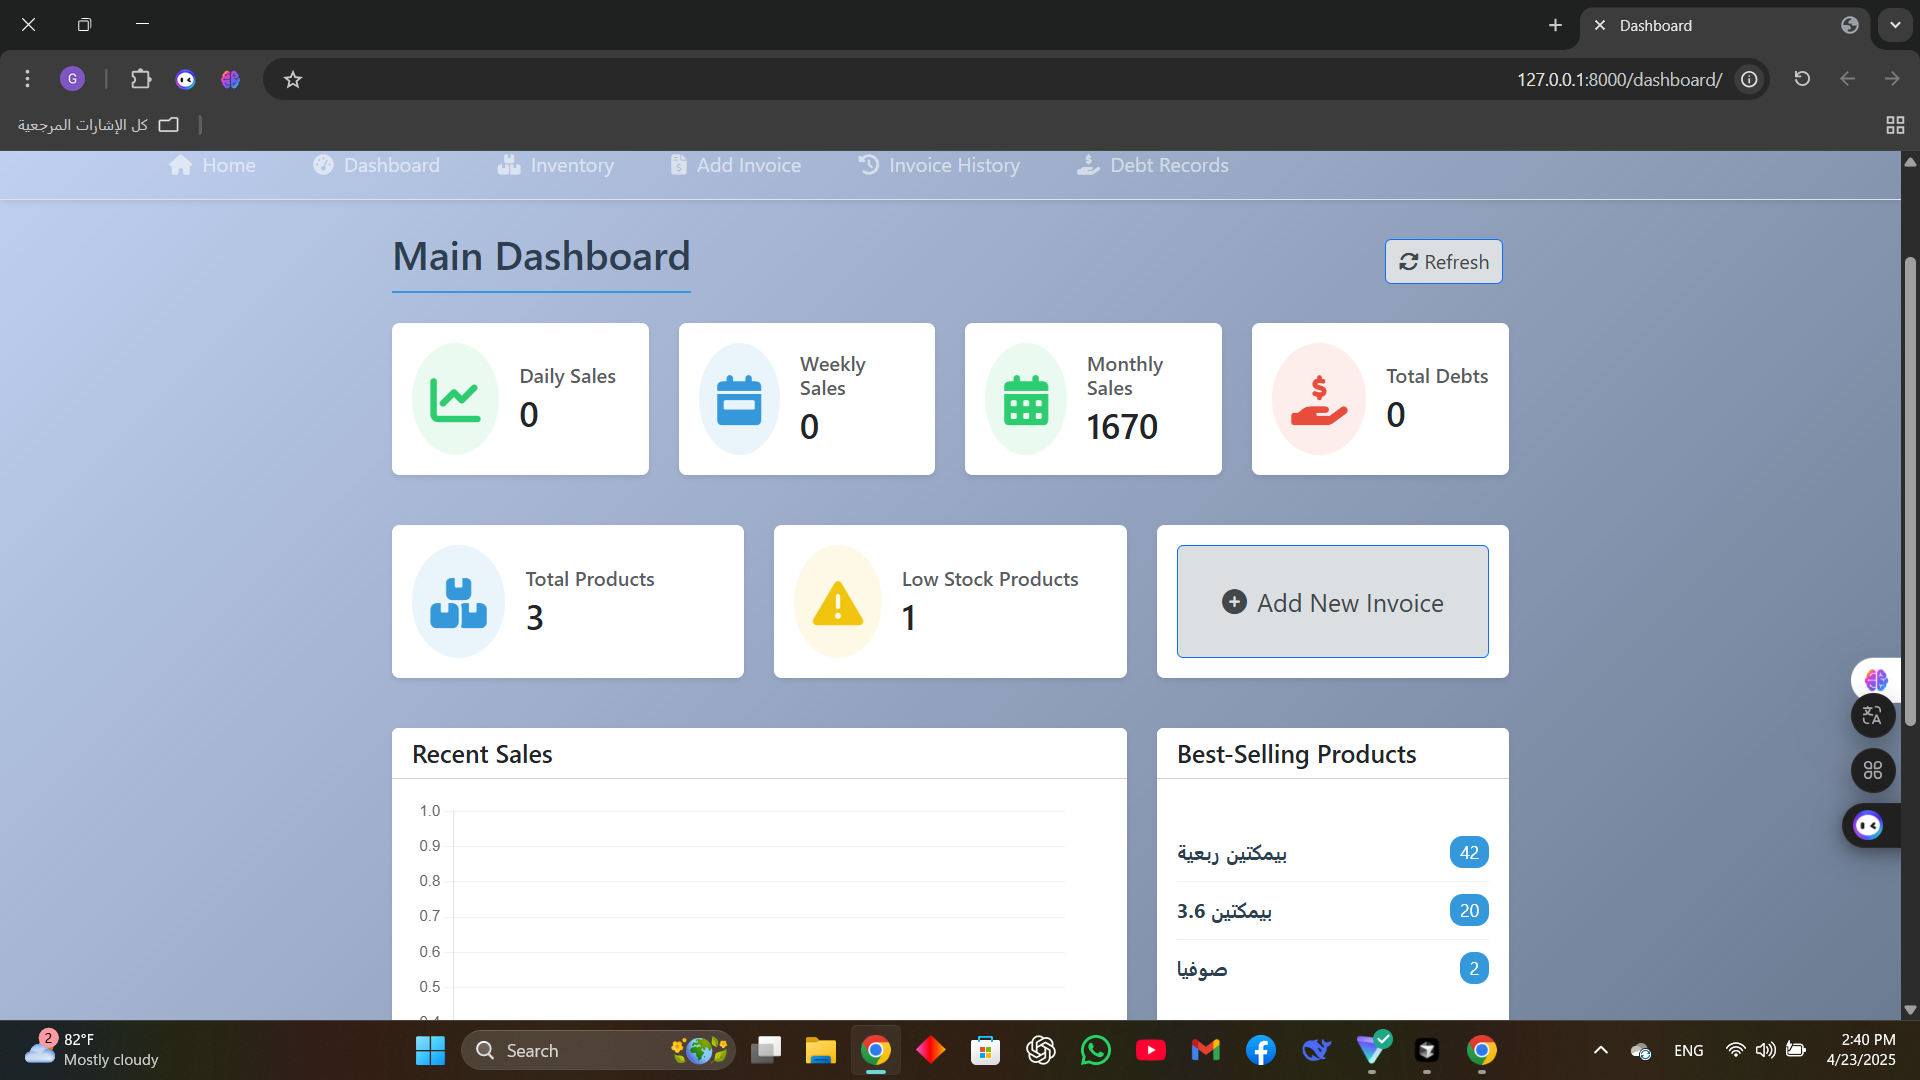 Dashboard
G
127.0.0.1:8000/dashboard/
كل الإشارات المرجعية
Home
Dashboard
Inventory
Add Invoice
Invoice History
Debt Records
Main Dashboard
Refresh
Daily Sales
0
Weekly
Sales
0
Monthly
Sales
1670
Total Debts
0
Total Products
3
Low Stock Products
1
Add New Invoice
Recent Sales
1.0
0.9
0.8
0.7
0.6
0.5
0.4
Best-Selling Products
بيمكتين ربعية
42
بيمكتين 3.6
20
صوفيا
2
2
82°F
Mostly cloudy
Search
ENG
2:40 PM
4/23/2025